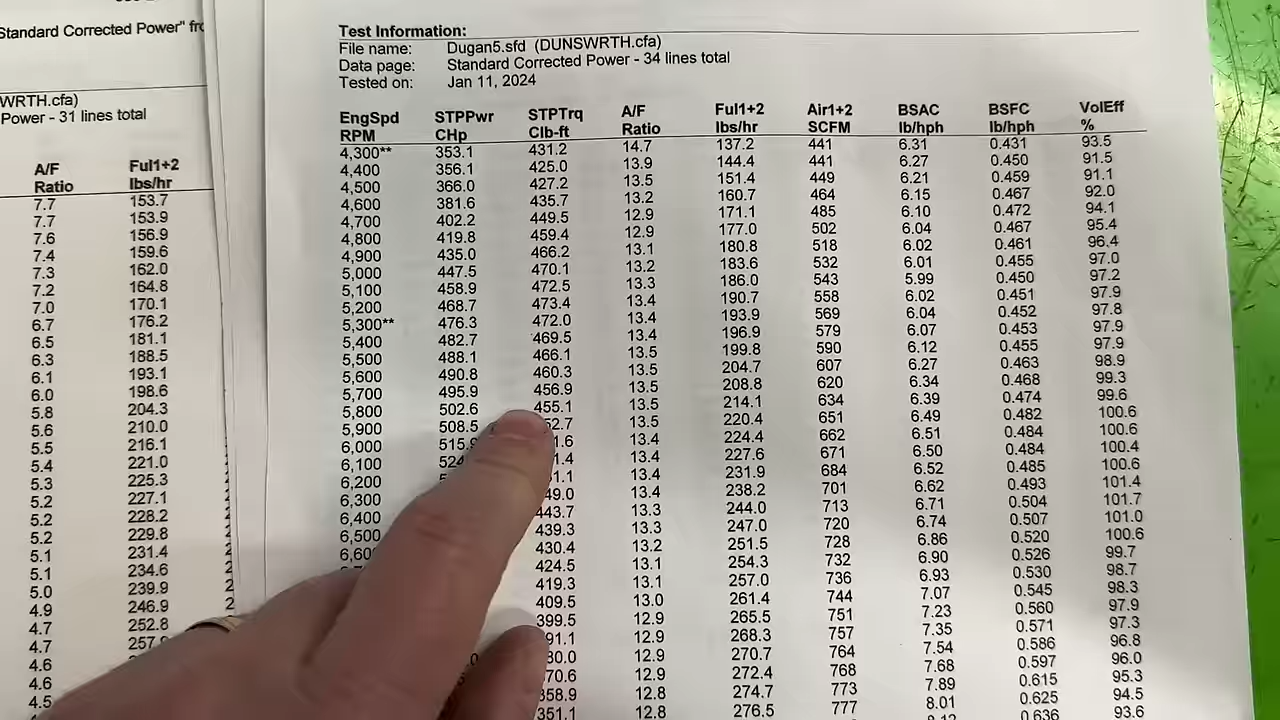 Standard Corrected Power"
WRTH.cfa)
Power - 31 lines total
A/F Ful1+2
Ratio lbs/hr
7.7 153.7
7.7 153.9
7.6 156.9
7.4 159.6
7.3 162.0
7.2 164.8
7.0 170.1
6.7 176.2
6.5 181.1
6.3 188.5
6.1 193.1
6.0 198.6
5.8 204.3
5.6 210.0
5.5 216.1
5.4 221.0
5.3 225.3
5.2 227.1
5.2 228.2
5.2 229.8
5.1 231.4
5.1 234.6
5.0 239.9
4.9 246.9
4.7 252.8
4.7 257
4.6
4.6
4.5
Test Information:
File name: Dugan5.sfd (DUNSWRTH.cfa)
Data page: Standard Corrected Power - 34 lines total
Tested on: Jan 11, 2024
EngSpd STPPwr STPTrq A/F Ful1+2 Air1+2 BSAC BSFC VolEff
RPM CHp Clb-ft Ratio lbs/hr SCFM lb/hph lb/hph %
4,300** 353.1 431.2 14.7 137.2 441 6.31 0.431 93.5
4,400 356.1 425.0 13.9 144.4 441 6.27 0.450 91.5
4,500 366.0 427.2 13.5 151.4 449 6.21 0.459 91.1
4,600 381.6 435.7 13.2 160.7 464 6.15 0.467 92.0
4,700 402.2 449.5 12.9 171.1 485 6.10 0.472 94.1
4,800 419.8 459.4 12.9 177.0 502 6.04 0.467 95.4
4,900 435.0 466.2 13.1 180.8 518 6.02 0.461 96.4
5,000 447.5 470.1 13.2 183.6 532 6.01 0.455 97.0
5,100 458.9 472.5 13.3 186.0 543 5.99 0.450 97.2
5,200 468.7 473.4 13.4 190.7 558 6.02 0.451 97.9
5,300** 476.3 472.0 13.4 193.9 569 6.04 0.452 97.8
5,400 482.7 469.5 13.4 196.9 579 6.07 0.453 97.9
5,500 488.1 466.1 13.5 199.8 590 6.12 0.455 97.9
5,600 490.8 460.3 13.5 204.7 607 6.27 0.463 98.9
5,700 495.9 456.9 13.5 208.8 620 6.34 0.468 99.3
5,800 502.6 455.1 13.5 214.1 634 6.39 0.474 99.6
5,900 508.5 52.7 13.5 220.4 651 6.49 0.482 100.6
6,000 515. 1.6 13.4 224.4 662 6.51 0.484 100.6
6,100 524 1.4 13.4 227.6 671 6.50 0.484 100.4
6,200 1.1 13.4 231.9 684 6.52 0.485 100.6
6,300 49.0 13.4 238.2 701 6.62 0.493 101.4
6,400 443.7 13.3 244.0 713 6.71 0.504 101.7
6,500 439.3 13.3 247.0 720 6.74 0.507 101.0
6,600 430.4 13.2 251.5 728 6.86 0.520 100.6
424.5 13.1 254.3 732 6.90 0.526 99.7
419.3 13.1 257.0 736 6.93 0.530 98.7
409.5 13.0 261.4 744 7.07 0.545 98.3
399.5 12.9 265.5 751 7.23 0.560 97.9
91.1 12.9 268.3 757 7.35 0.571 97.3
80.0 12.9 270.7 764 7.54 0.586 96.8
70.6 12.9 272.4 768 7.68 0.597 96.0
358.9 12.8 274.7 773 7.89 0.615 95.3
351.1 12.8 276.5 777 8.01 0.625 94.5
0.636 93.6